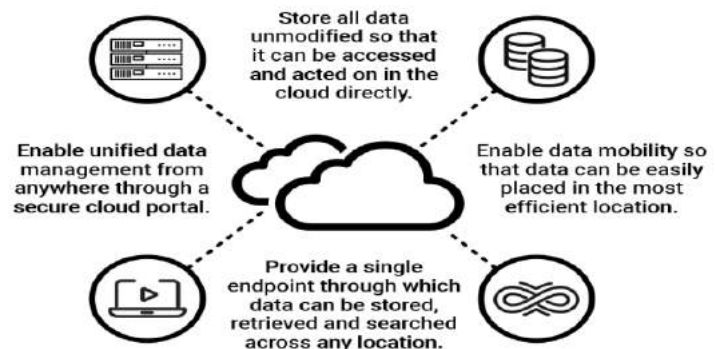 Store all data
unmodified so that
it can be accessed
and acted on in the
cloud directly.
Enable unified data
management from
anywhere through a
secure cloud portal.
Enable data mobility so
that data can be easily
placed in the most
efficient location.
Provide a single
endpoint through which
data can be stored,
retrieved and searched
across any location.